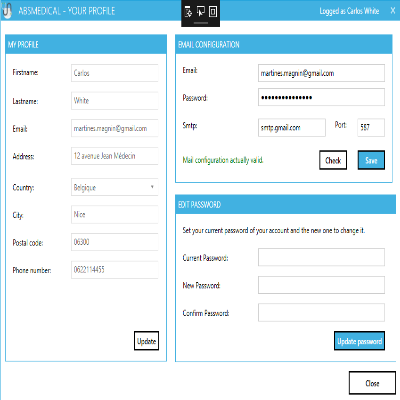 ABSMEDICAL - YOUR PROFILE
Logged as Carlos White X
MY PROFILE
Firstname: Carlos
Lastname: White
Email: martines.magnin@gmail.com
Address: 12 avenue Jean Médecin
Country: Belgique
City: Nice
Postal code: 06300
Phone number: 0622114455
Update
EMAIL CONFIGURATION
Email: martines.magnin@gmail.com
Password: •••••••••••••••
Smtp: smtp.gmail.com Port: 587
Mail configuration actually valid. Check Save
EDIT PASSWORD
Set your current password of your account and the new one to change it.
Current Password:
New Password:
Confirm Password:
Update password
Close